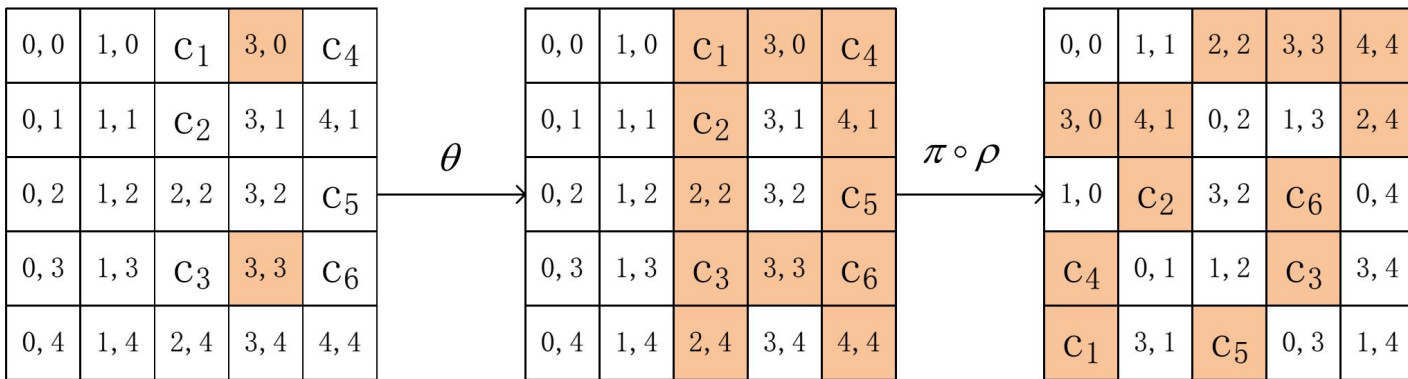 0, 0 1, 0 c₁ 3, 0 c₄ 0, 0 1, 0 c₁ 3, 0 c₄ 0, 0 1, 1 2, 2 3, 3 4, 4
0, 1 1, 1 c₂ 3, 1 4, 1 0, 1 1, 1 c₂ 3, 1 4, 1 3, 0 4, 1 0, 2 1, 3 2, 4
θ π∘ρ
0, 2 1, 2 2, 2 3, 2 c₅ 0, 2 1, 2 2, 2 3, 2 c₅ 1, 0 c₂ 3, 2 c₆ 0, 4
0, 3 1, 3 c₃ 3, 3 c₆ 0, 3 1, 3 c₃ 3, 3 c₆ c₄ 0, 1 1, 2 c₃ 3, 4
0, 4 1, 4 2, 4 3, 4 4, 4 0, 4 1, 4 2, 4 3, 4 4, 4 c₁ 3, 1 c₅ 0, 3 1, 4